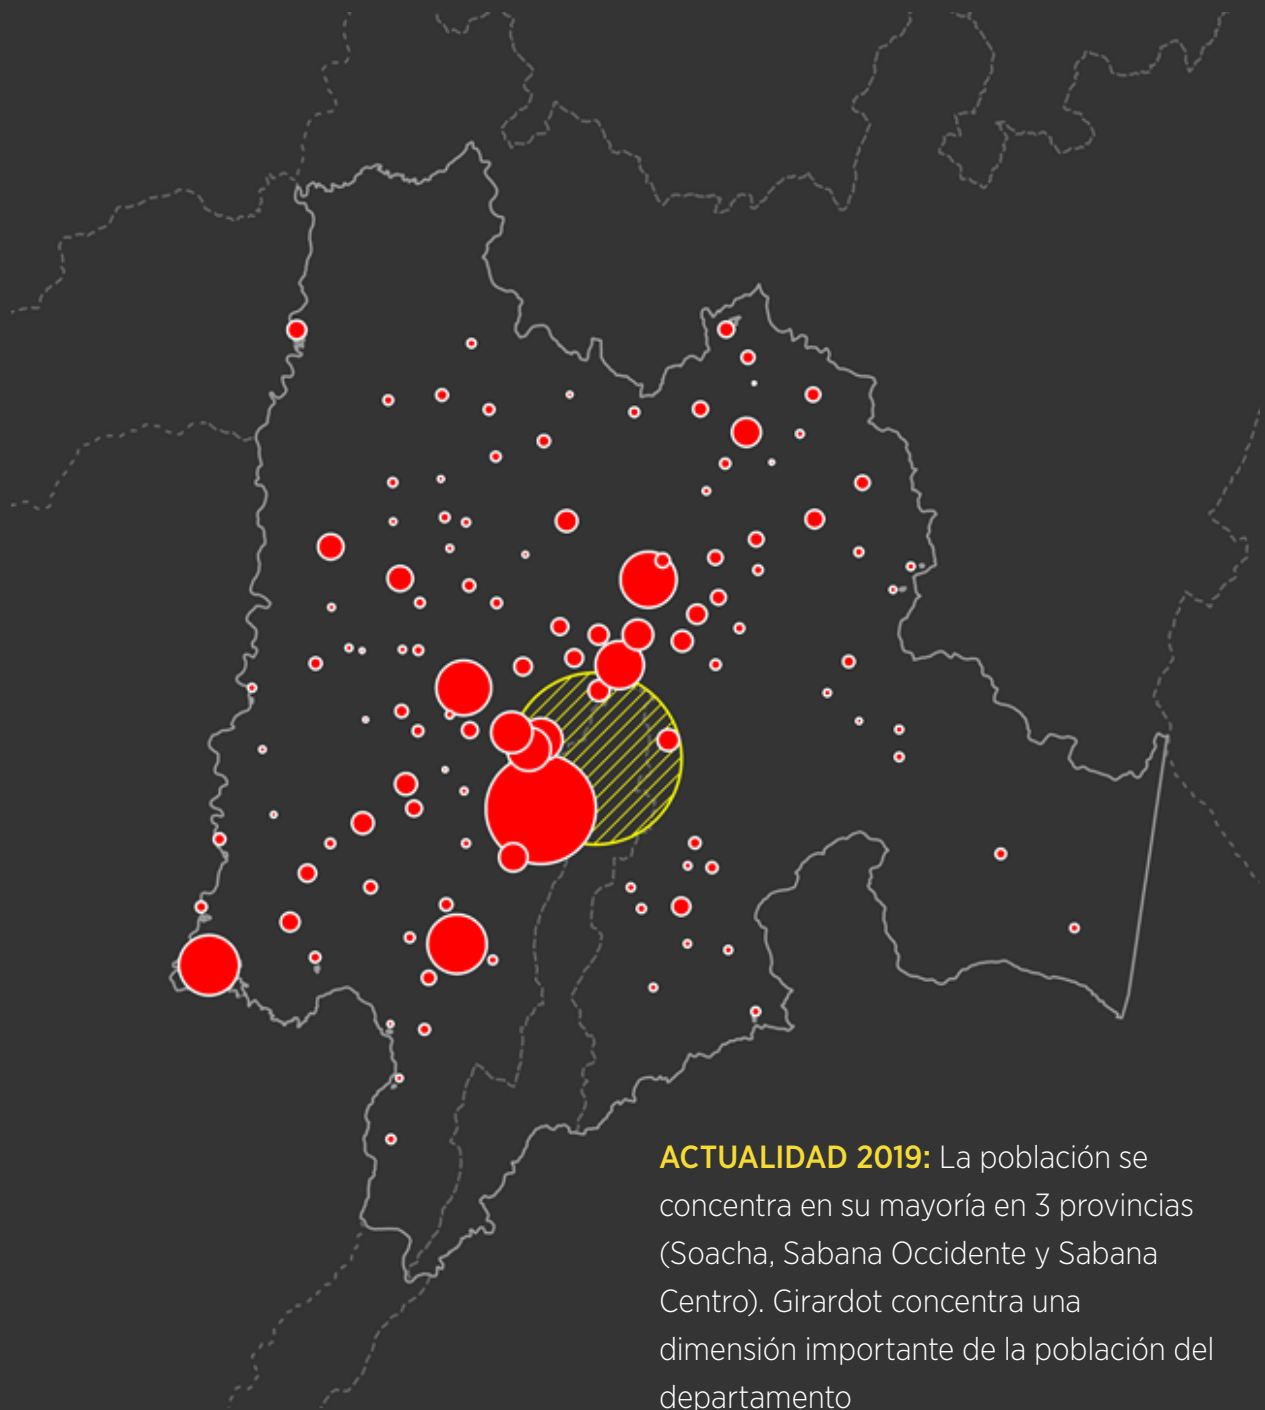 ACTUALIDAD 2019: La población se
concentra en su mayoría en 3 provincias
(Soacha, Sabana Occidente y Sabana
Centro). Girardot concentra una
dimensión importante de la población del
departamento